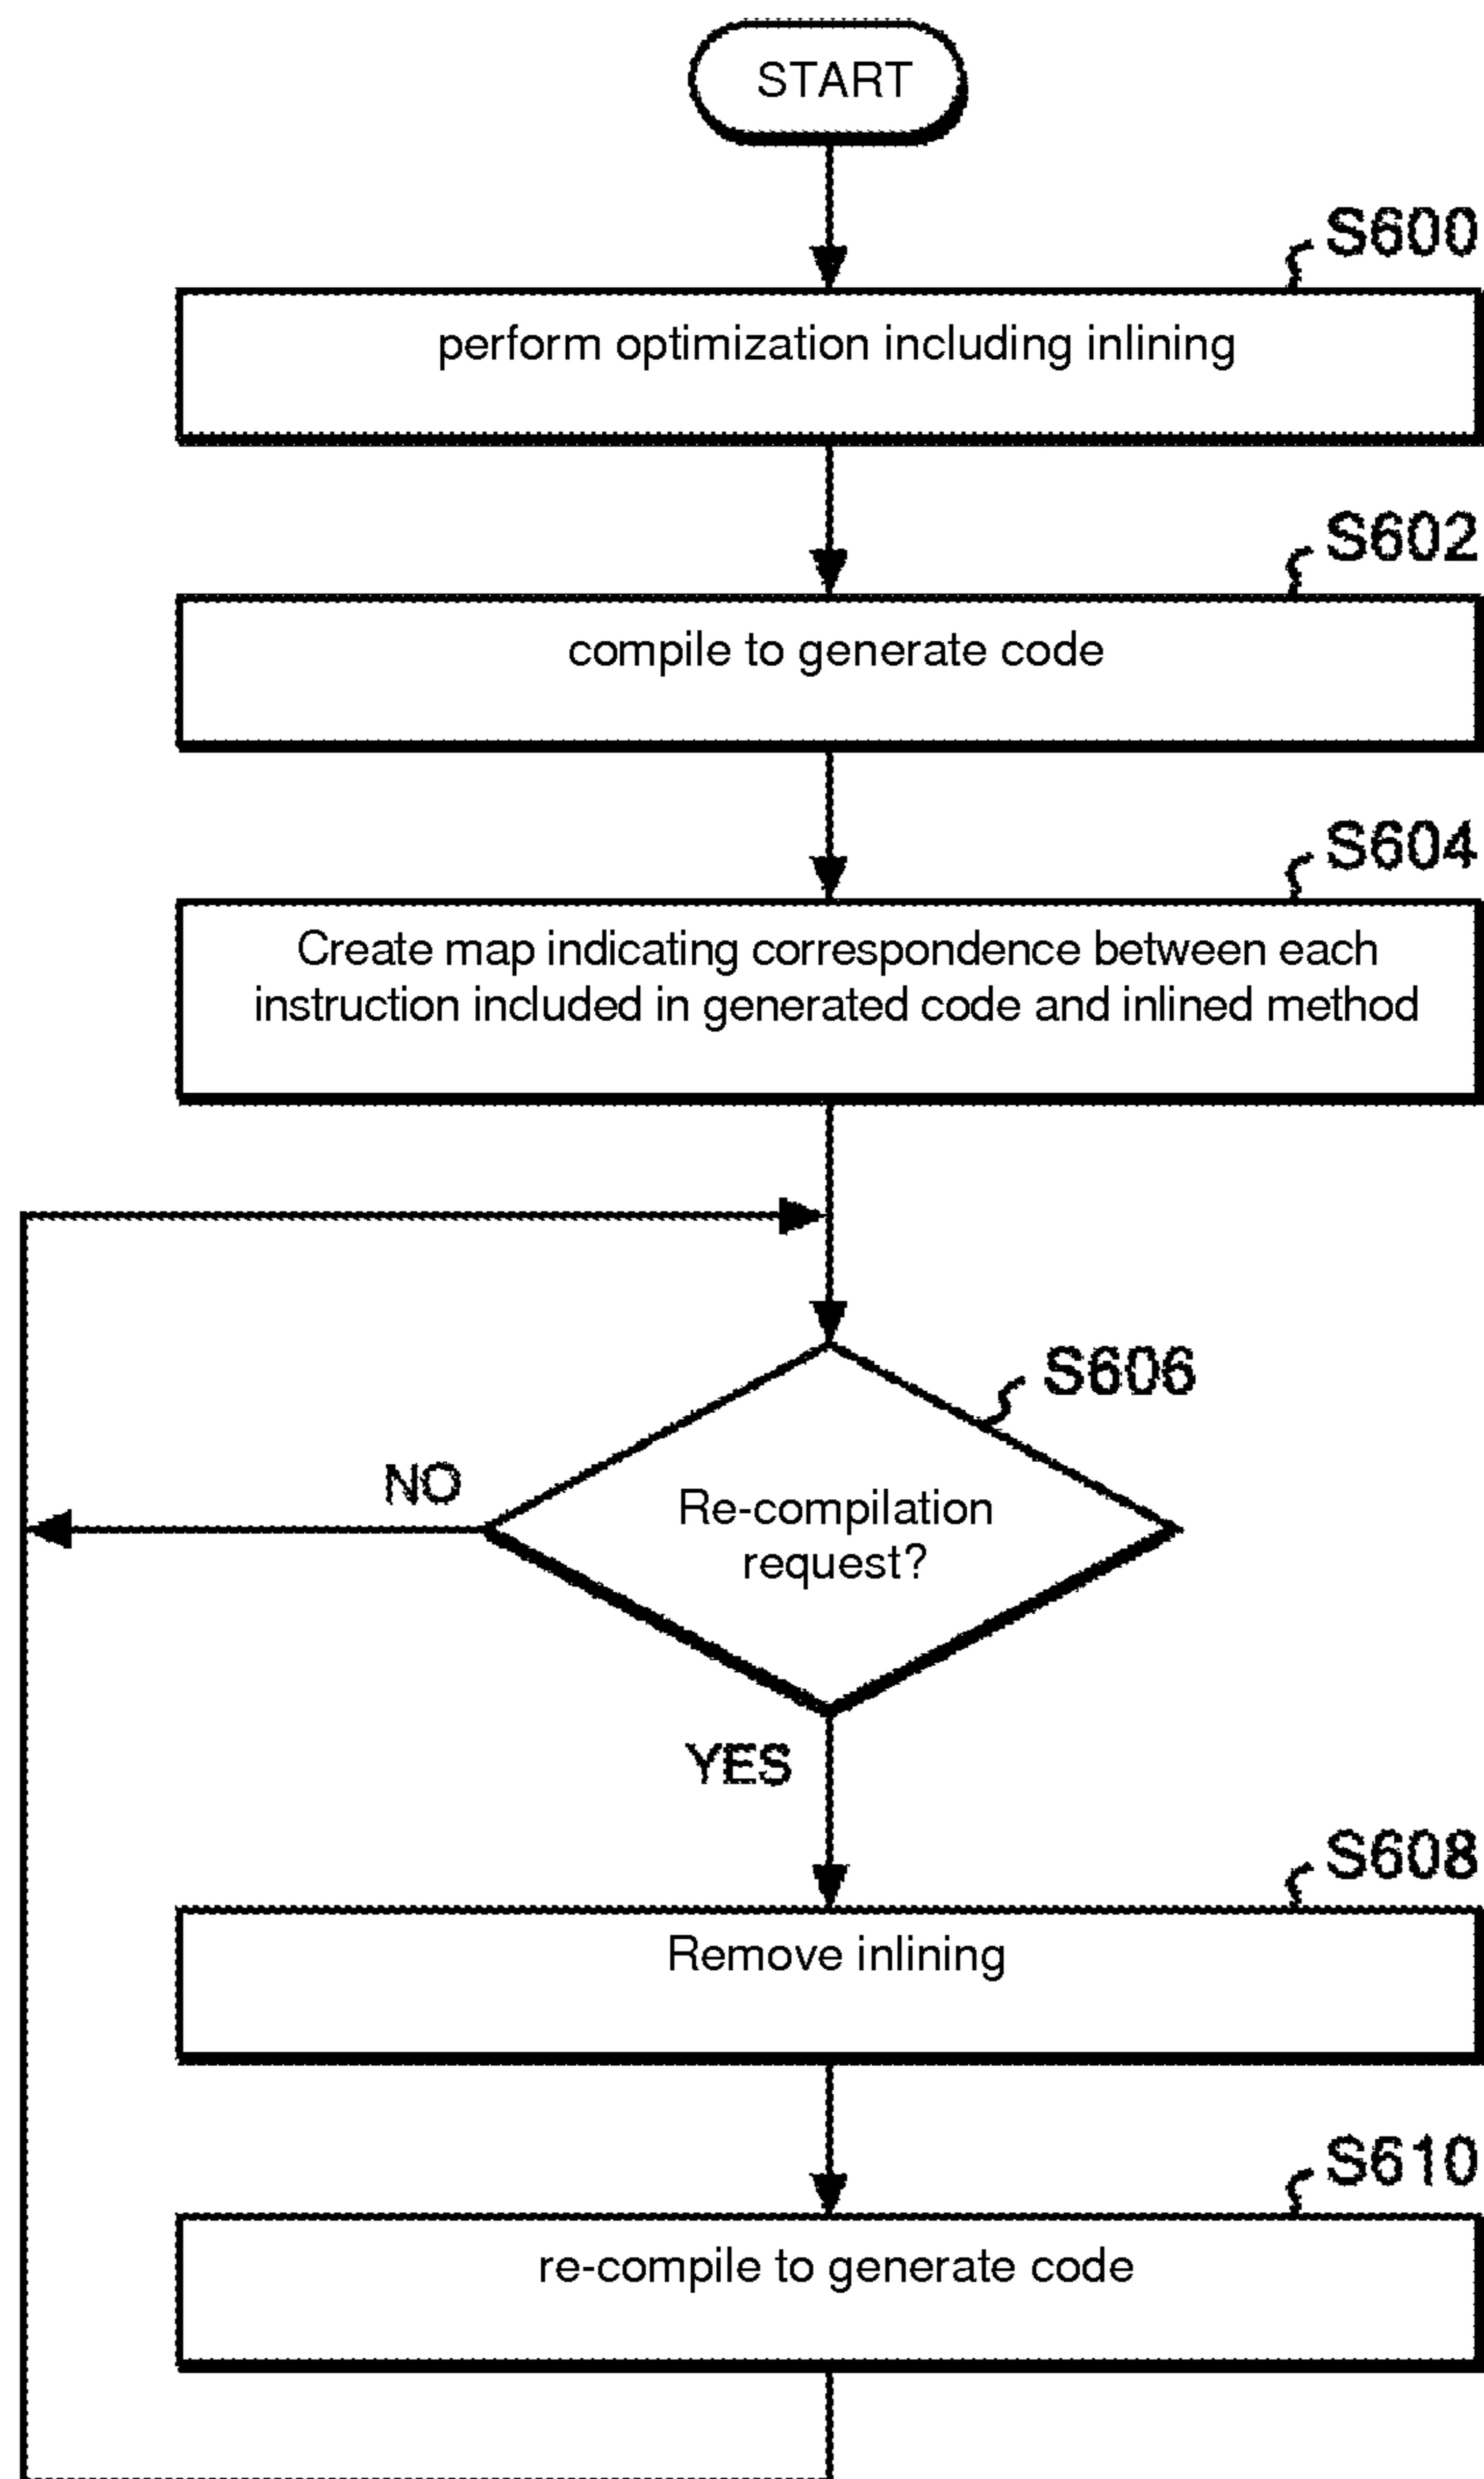 START
S600
perform optimization including inlining
S602
compile to generate code
S604
Create map indicating correspondence between each
instruction included in generated code and inlined method
S606
NO
Re-compilation
request?
YES
S608
Remove inlining
S610
re-compile to generate code